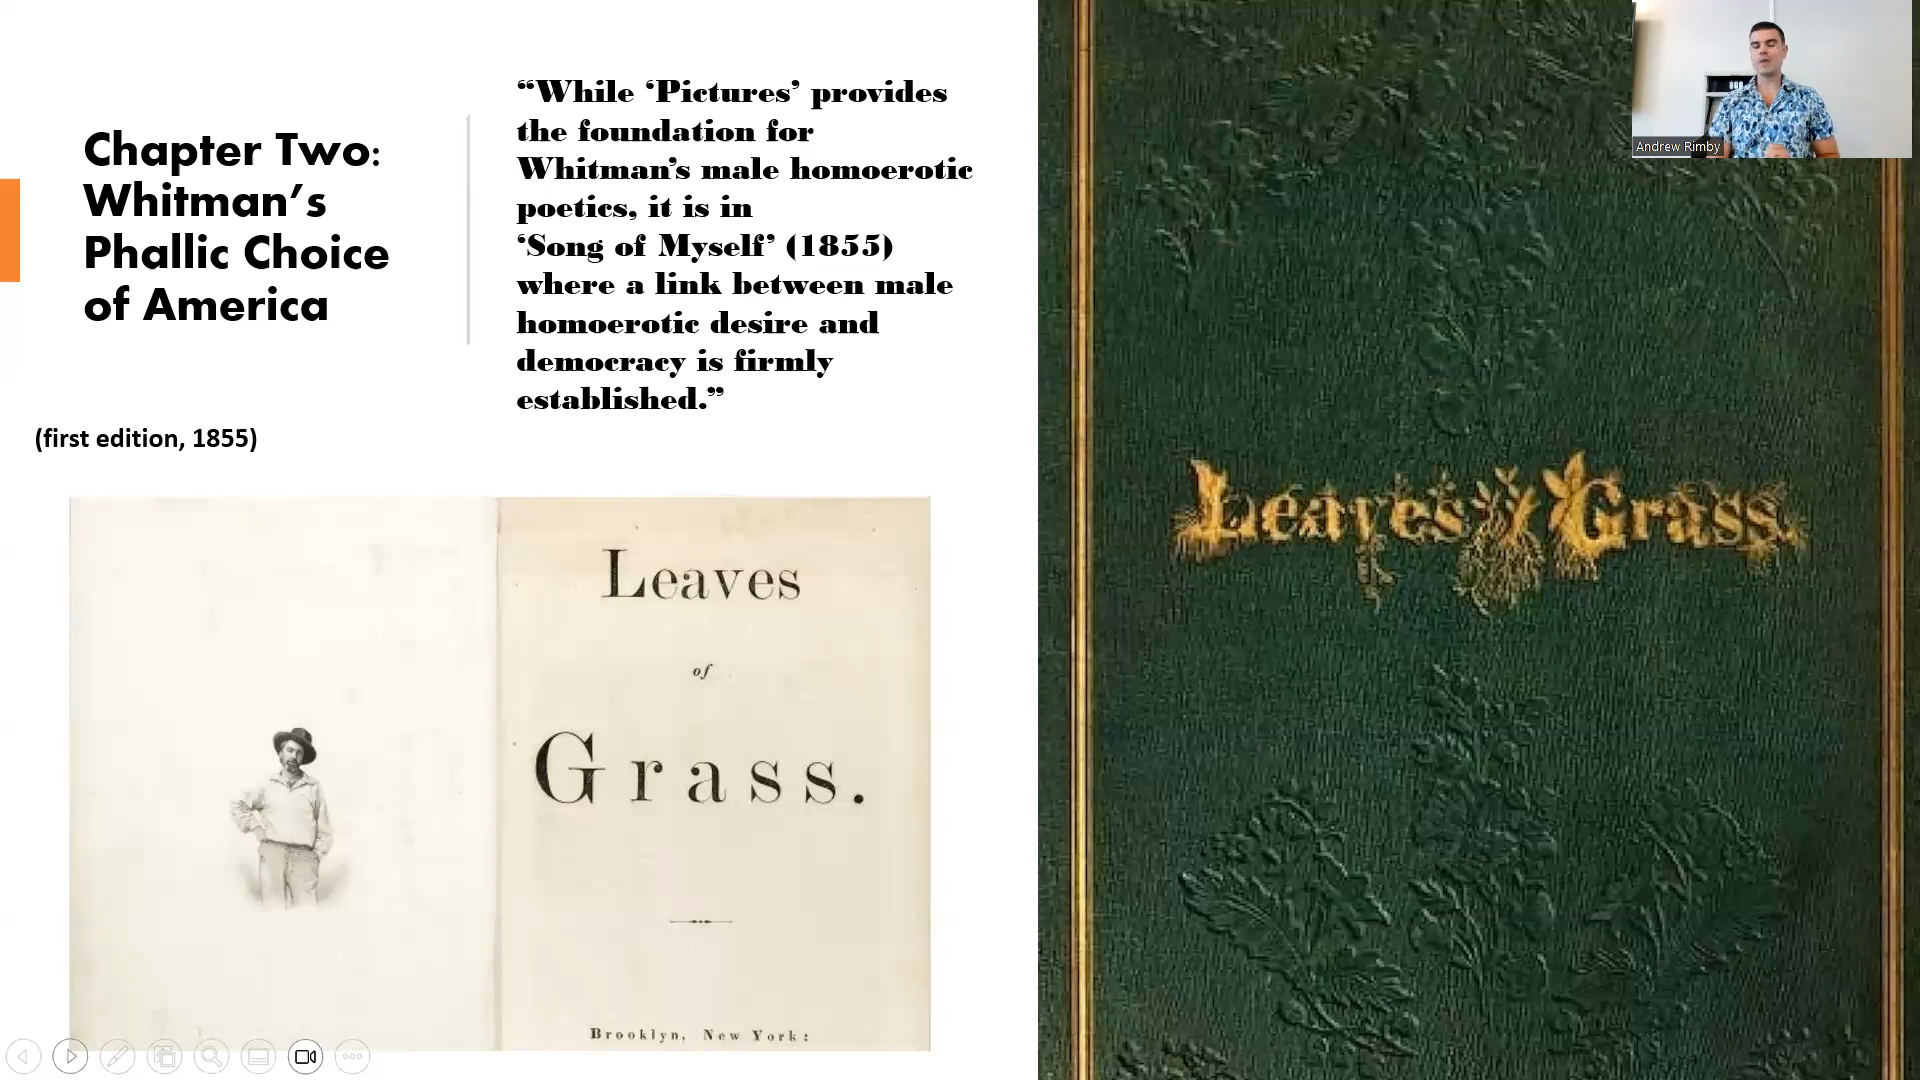 Chapter Two:
Whitman’s
Phallic Choice
of America
“While ‘Pictures’ provides
the foundation for
Whitman’s male homoerotic
poetics, it is in
‘Song of Myself’ (1855)
where a link between male
homoerotic desire and
democracy is firmly
established.”
(first edition, 1855)
Leaves
of
Grass.
Brooklyn, New York:
Leaves of Grass.
Andrew Rimby